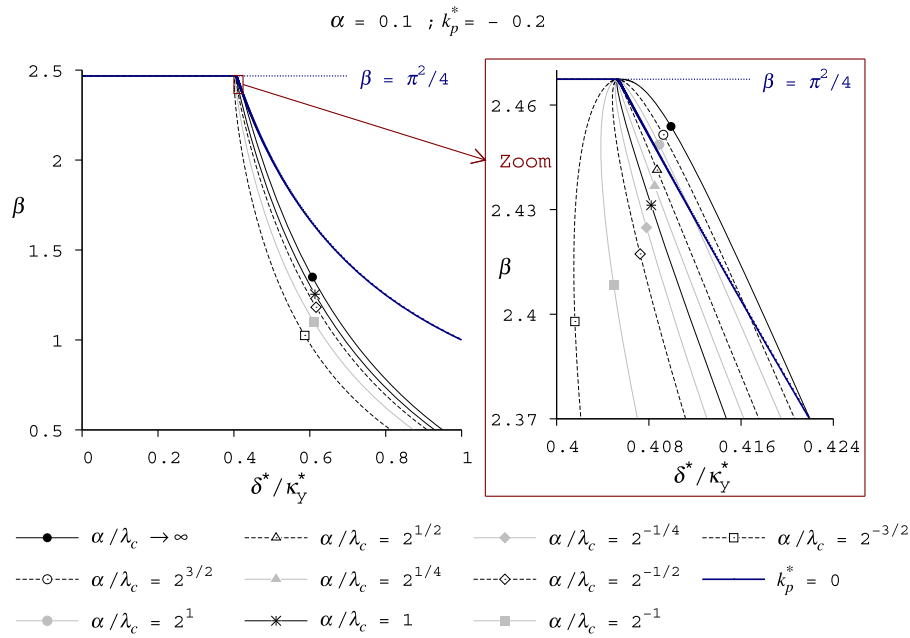 α = 0.1 ; k*p = - 0.2
2.5
2
β
1.5
1
0.5
β = π²/4
0 0.2 0.4 0.6 0.8 1
δ*/κ*y
2.46
2.43
β
2.4
2.37
β = π²/4
Zoom
0.4 0.408 0.416 0.424
δ*/κ*y
α/λc → ∞
α/λc = 2^3/2
α/λc = 2^1
α/λc = 2^1/2
α/λc = 2^1/4
α/λc = 1
α/λc = 2^-1/4
α/λc = 2^-1/2
α/λc = 2^-1
α/λc = 2^-3/2
k*p = 0